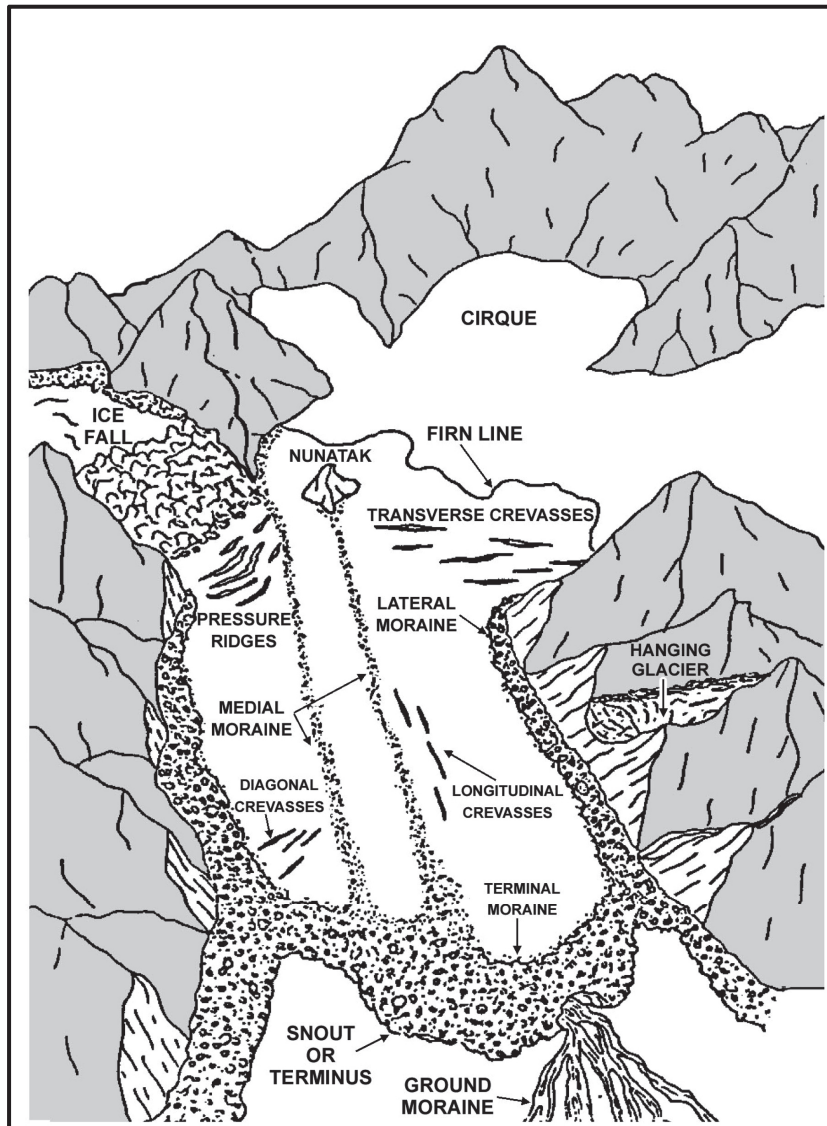 CIRQUE
ICE
FALL
FIRN LINE
NUNATAK
TRANSVERSE CREVASSES
PRESSURE
RIDGES
LATERAL
MORAINE
HANGING
GLACIER
MEDIAL
MORAINE
DIAGONAL
CREVASSES
LONGITUDINAL
CREVASSES
TERMINAL
MORAINE
SNOUT
OR
TERMINUS
GROUND
MORAINE